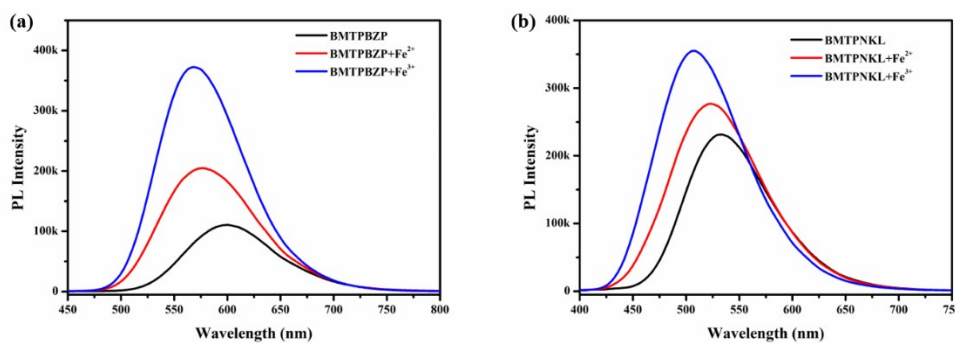 (a)
BMTPBZP
BMTPBZP+Fe²⁺
BMTPBZP+Fe³⁺
400k
300k
200k
100k
0
PL Intensity
450 500 550 600 650 700 750 800
Wavelength (nm)
(b)
BMTPNKL
BMTPNKL+Fe²⁺
BMTPNKL+Fe³⁺
400k
300k
200k
100k
0
PL Intensity
400 450 500 550 600 650 700 75
Wavelength (nm)